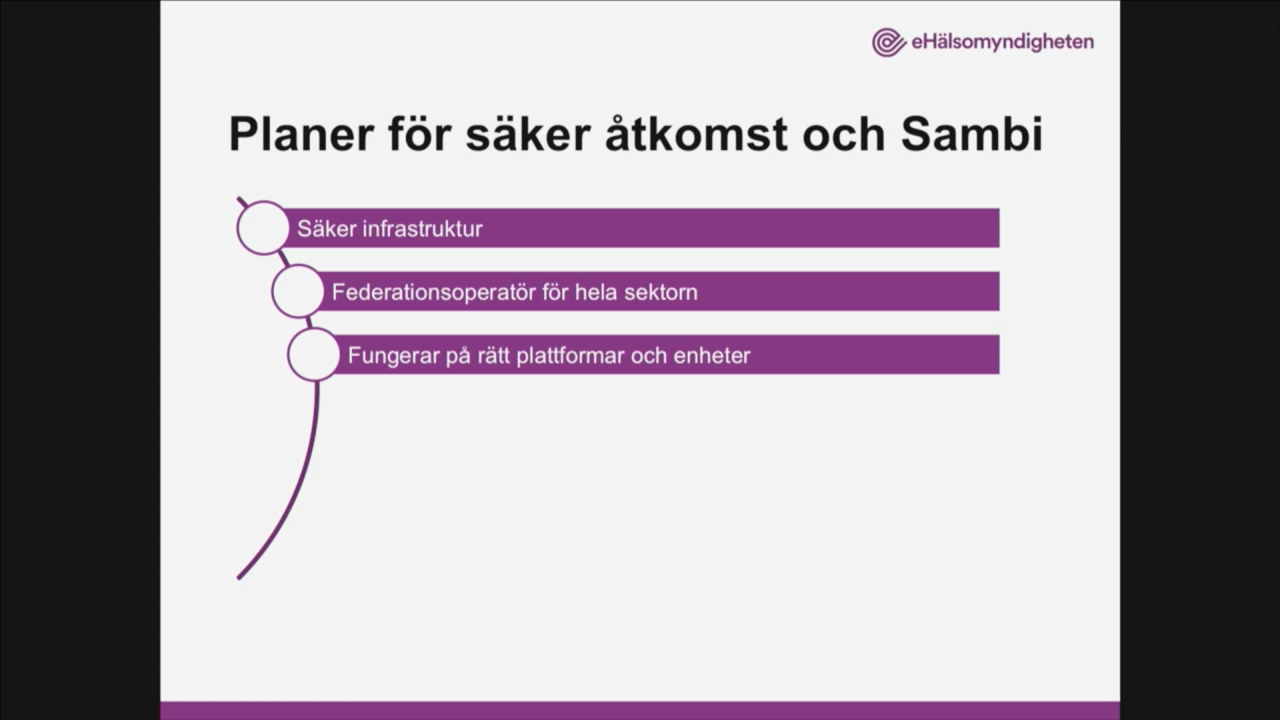 eHälsomyndigheten
Planer för säker åtkomst och Sambi
Säker infrastruktur
Federationsoperatör för hela sektorn
Fungerar på rätt plattformar och enheter